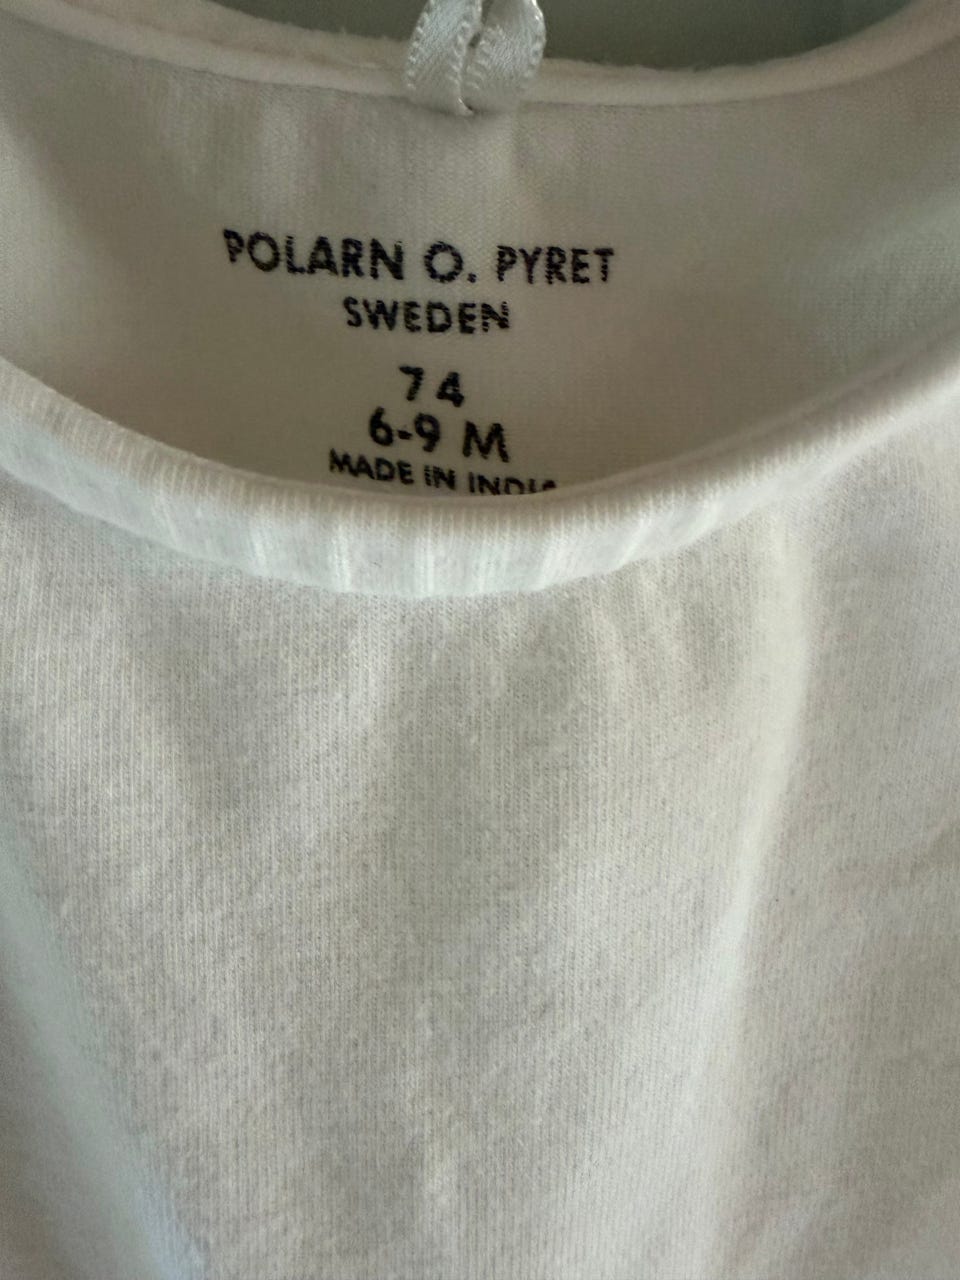 POLARN O. PYRET
SWEDEN
74
6-9 M
MADE IN INDIA